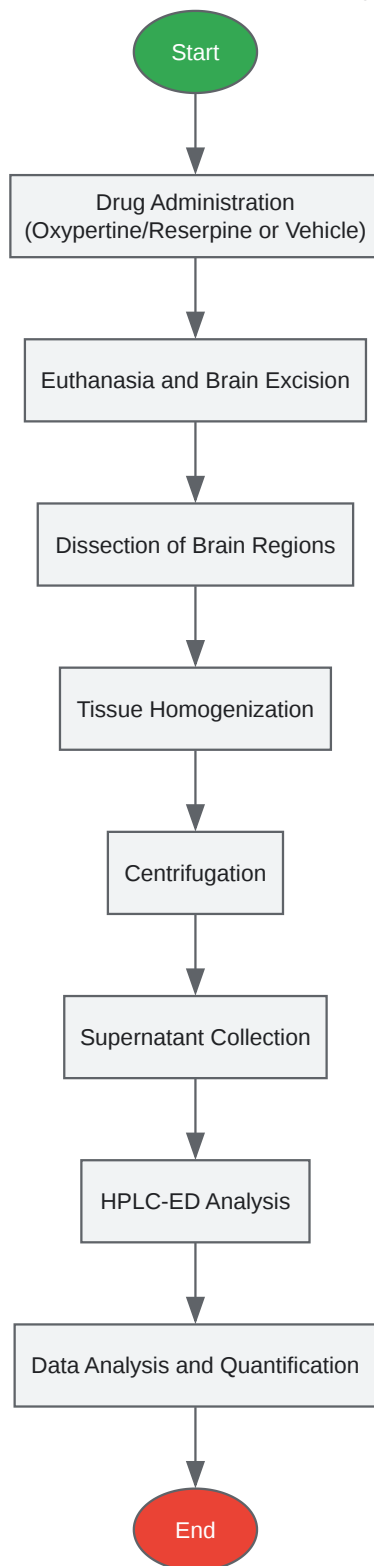 Start
Drug Administration
(Oxypertine/Reserpine or Vehicle)
Euthanasia and Brain Excision
Dissection of Brain Regions
Tissue Homogenization
Centrifugation
Supernatant Collection
HPLC-ED Analysis
Data Analysis and Quantification
End